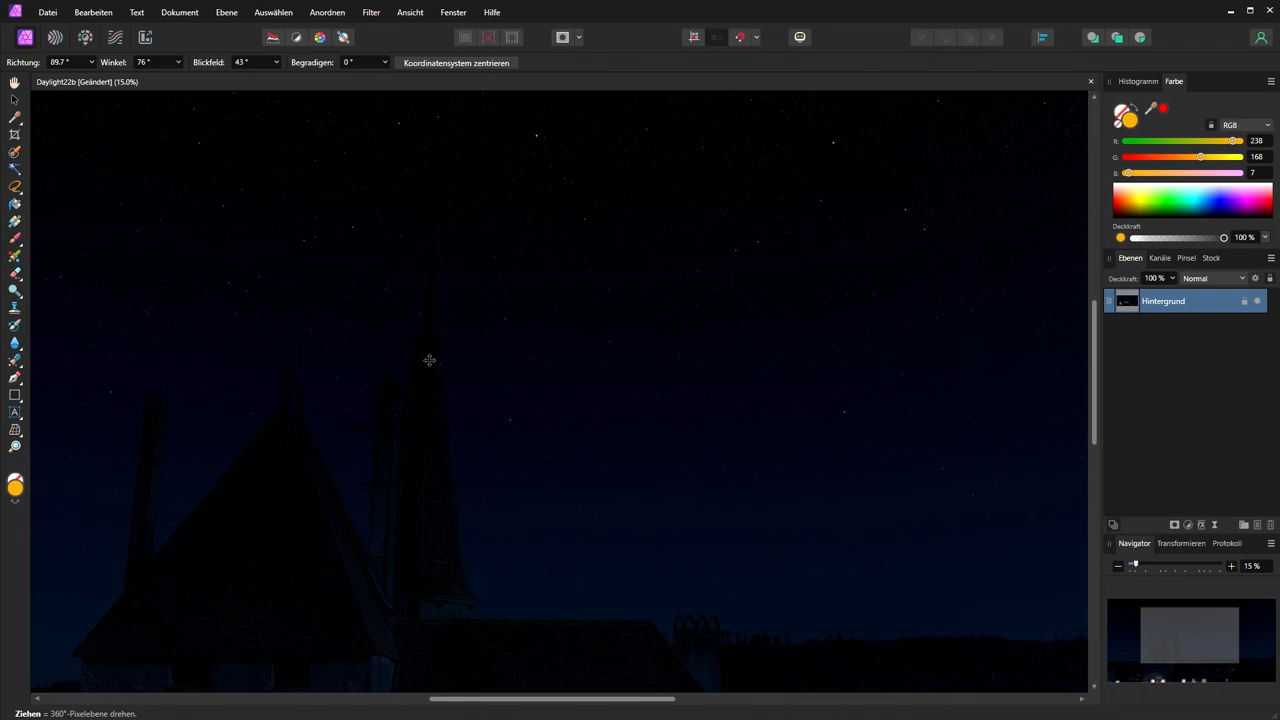 Datei Bearbeiten Text Dokument Ebene Auswählen Anordnen Filter Ansicht Fenster Hilfe
Richtung: 89.7° Winkel: 76° Blickfeld: 43° Begradigen: 0° Koordinatensystem zentrieren
Daylight22b [Geändert] (15.0%)
Histogramm Farbe
RGB
R: 238
G: 168
B: 7
Deckkraft
100 %
Ebenen Kanäle Pinsel Stock
Deckkraft: 100 % Normal
Hintergrund
Navigator Transformieren Protokoll
15 %
Ziehen = 360°-Pixelebene drehen.